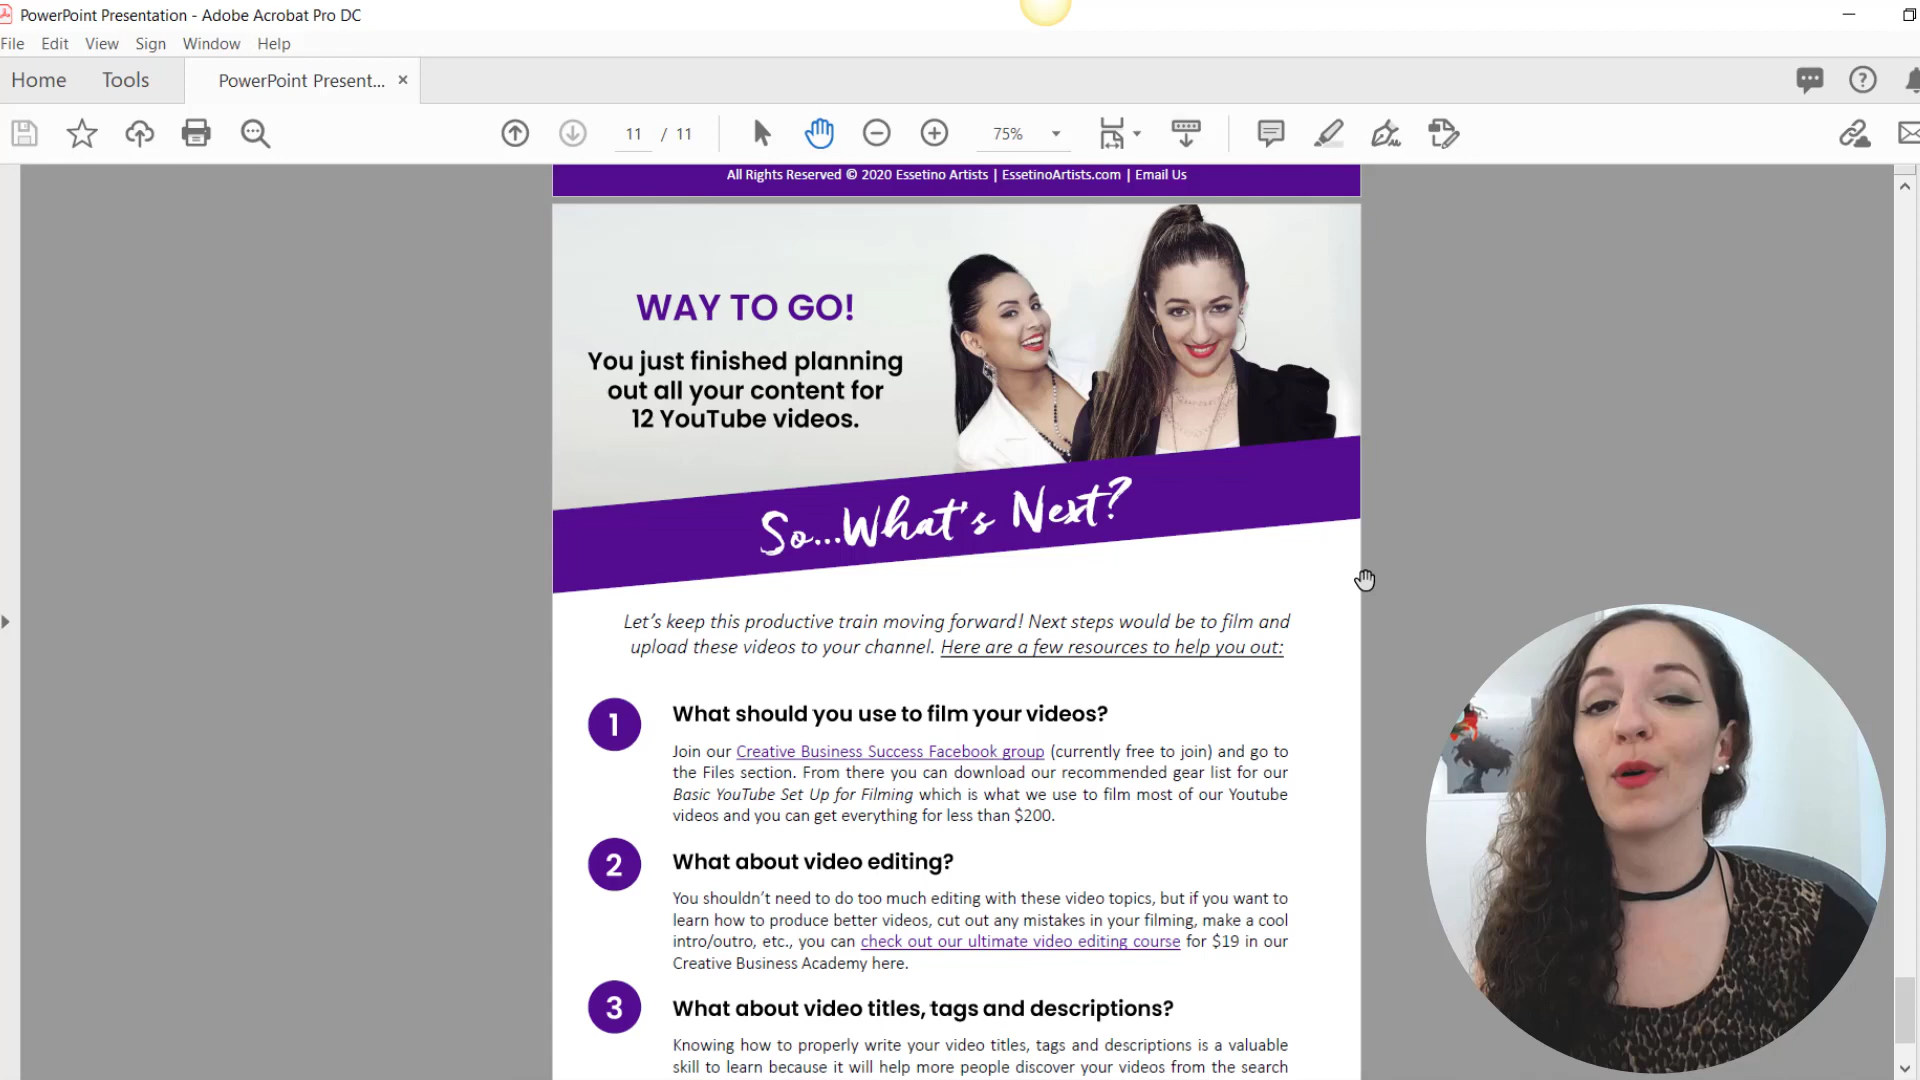 PowerPoint Presentation - Adobe Acrobat Pro DC
File Edit View Sign Window Help
Home Tools PowerPoint Present... ×
11 / 11 75%
All Rights Reserved © 2020 Essetino Artists | EssetinoArtists.com | Email Us
WAY TO GO!
You just finished planning
out all your content for
12 YouTube videos.
So...What's Next?
Let's keep this productive train moving forward! Next steps would be to film and
upload these videos to your channel. Here are a few resources to help you out:
1 What should you use to film your videos?
Join our Creative Business Success Facebook group (currently free to join) and go to
the Files section. From there you can download our recommended gear list for our
Basic YouTube Set Up for Filming which is what we use to film most of our Youtube
videos and you can get everything for less than $200.
2 What about video editing?
You shouldn't need to do too much editing with these video topics, but if you want to
learn how to produce better videos, cut out any mistakes in your filming, make a cool
intro/outro, etc., you can check out our ultimate video editing course for $19 in our
Creative Business Academy here.
3 What about video titles, tags and descriptions?
Knowing how to properly write your video titles, tags and descriptions is a valuable
skill to learn because it will help more people discover your videos from the search